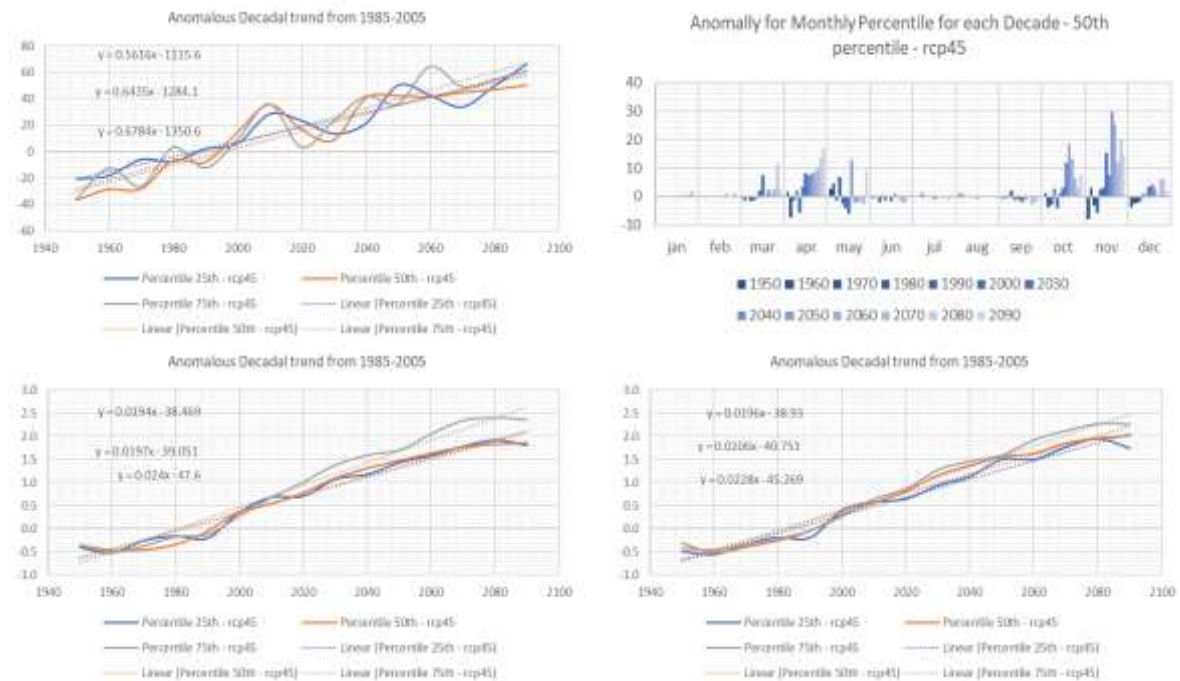 Anomalous Decadal trend from 1985-2005
80
60
40
20
0
-20
-40
-60
y = 0.5616x - 1115.6
y = 0.6435x - 1284.1
y = 0.6784x - 1350.6
1940 1960 1980 2000 2020 2040 2060 2080 2100
Percentile 25th - rcp45 Percentile 50th - rcp45
Percentile 75th - rcp45 Linear (Percentile 25th - rcp45)
Linear (Percentile 50th - rcp45) Linear (Percentile 75th - rcp45)
Anomally for Monthly Percentile for each Decade - 50th
percentile - rcp45
40
30
20
10
0
-10
jan feb mar apr may jun jul aug sep oct nov dec
1950 1960 1970 1980 1990 2000 2030
2040 2050 2060 2070 2080 2090
Anomalous Decadal trend from 1985-2005
3.0
2.5
2.0
1.5
1.0
0.5
0.0
-0.5
-1.0
y = 0.0194x - 38.469
y = 0.0197x - 39.051
y = 0.024x - 47.6
1940 1960 1980 2000 2020 2040 2060 2080 2100
Percentile 25th - rcp45 Percentile 50th - rcp45
Percentile 75th - rcp45 Linear (Percentile 25th - rcp45)
Linear (Percentile 50th - rcp45) Linear (Percentile 75th - rcp45)
Anomalous Decadal trend from 1985-2005
3.0
2.5
2.0
1.5
1.0
0.5
0.0
-0.5
-1.0
y = 0.0196x - 38.93
y = 0.0206x - 40.753
y = 0.0228x - 45.269
1940 1960 1980 2000 2020 2040 2060 2080 2100
Percentile 25th - rcp45 Percentile 50th - rcp45
Percentile 75th - rcp45 Linear (Percentile 25th - rcp45)
Linear (Percentile 50th - rcp45) Linear (Percentile 75th - rcp45)